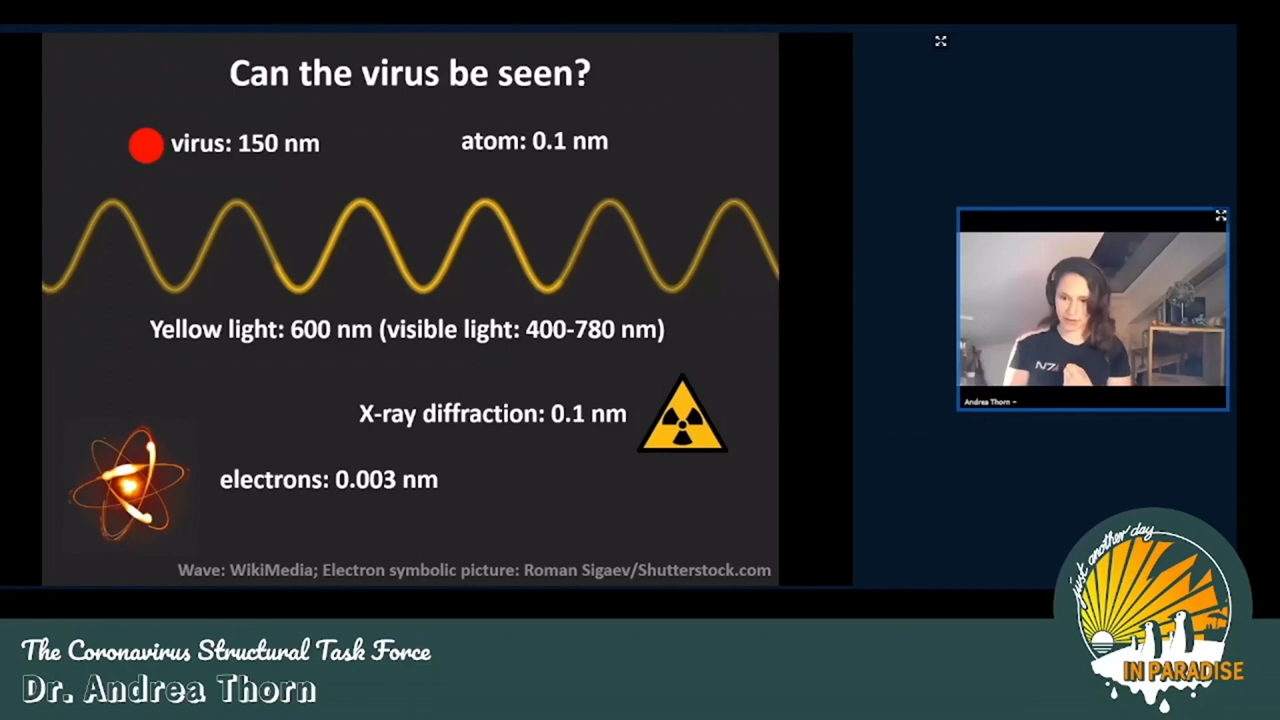 Can the virus be seen?
virus: 150 nm
atom: 0.1 nm
Yellow light: 600 nm (visible light: 400-780 nm)
X-ray diffraction: 0.1 nm
electrons: 0.003 nm
Wave: WikiMedia; Electron symbolic picture: Roman Sigaev/Shutterstock.com
N7
Andrea Thorn
just another day
IN PARADISE
The Coronavirus Structural Task Force
Dr. Andrea Thorn